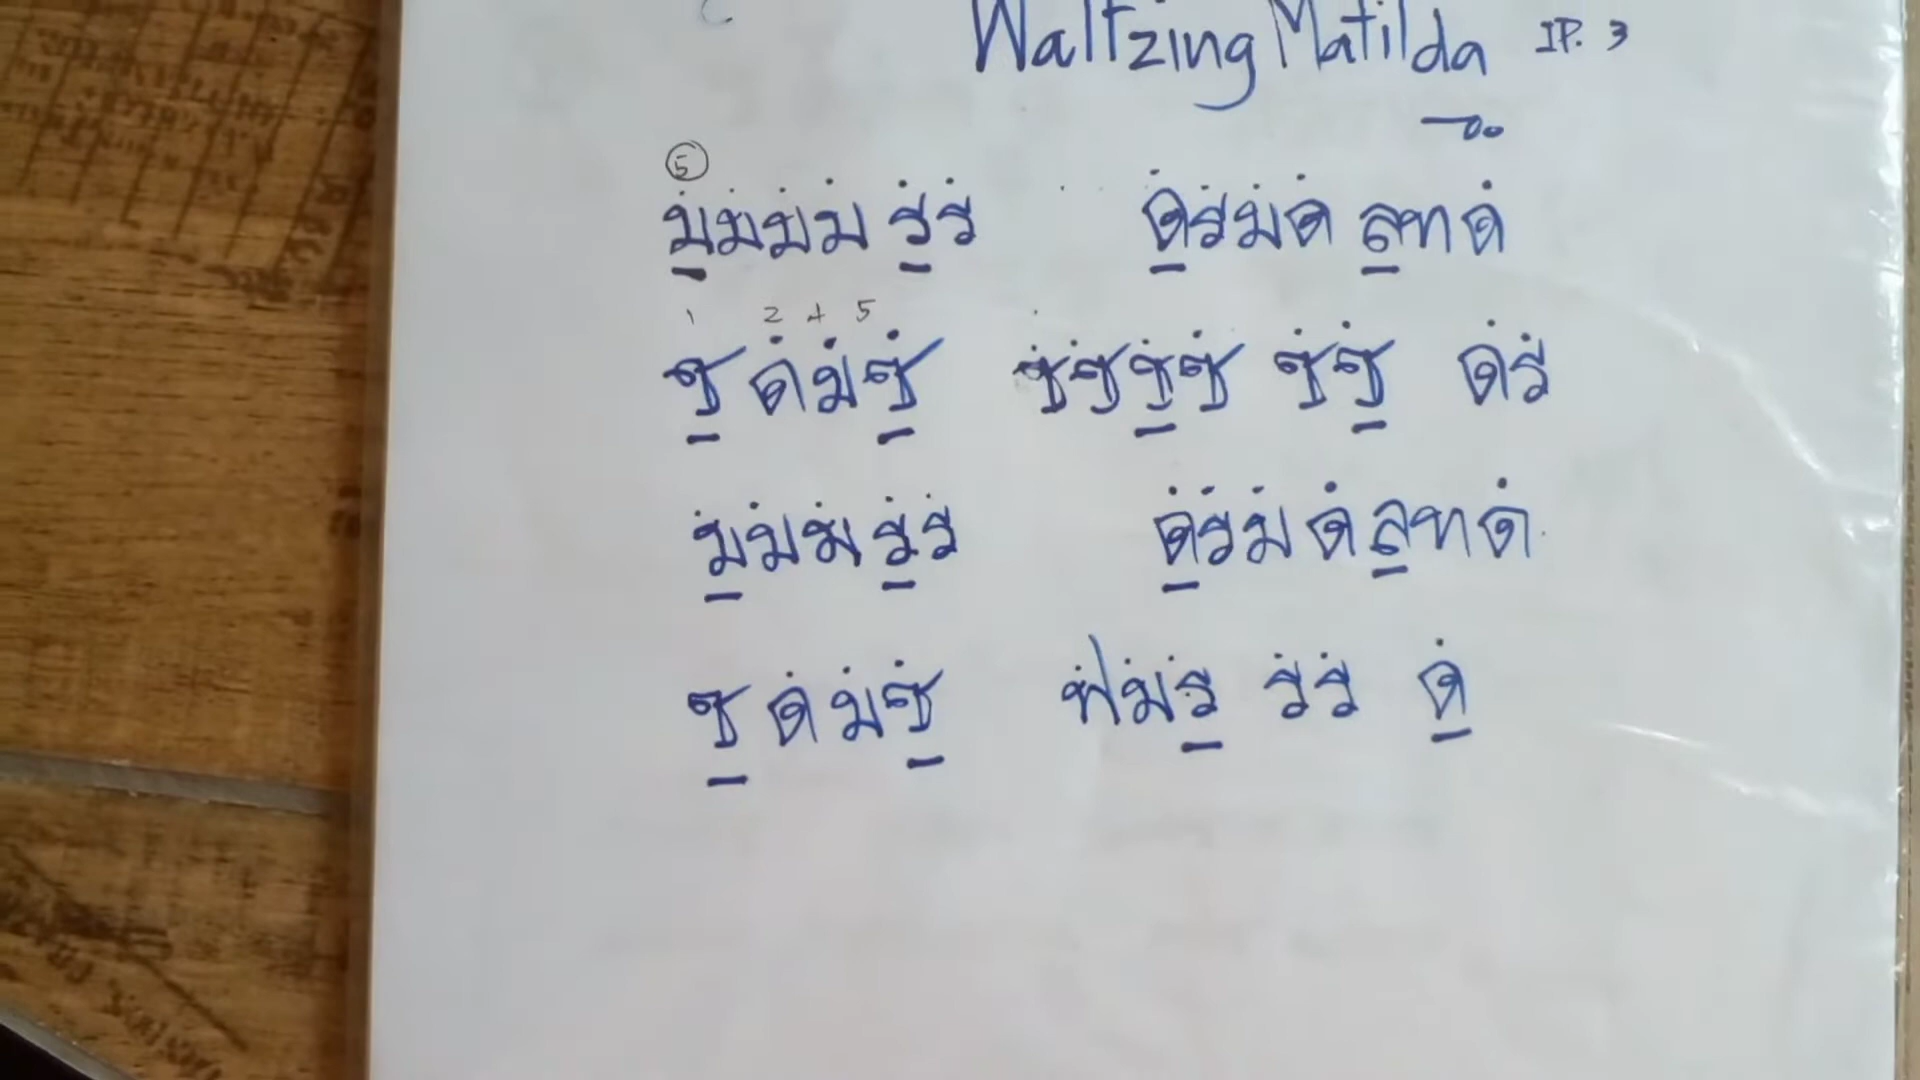 Waltzing Matilda IP. 3
⑤
มํมํมํมํ รํรํ ดํรํมํดํ ลทดํ
1 2 4 5
ซ ดํมํซํ ซํซํซํซํ ซํซํ ดํรํ
มํมํมํรํรํ ดํรํมํดํลทดํ
ซ ดํมํซํ ฟํมํรํ รํรํ ดํ